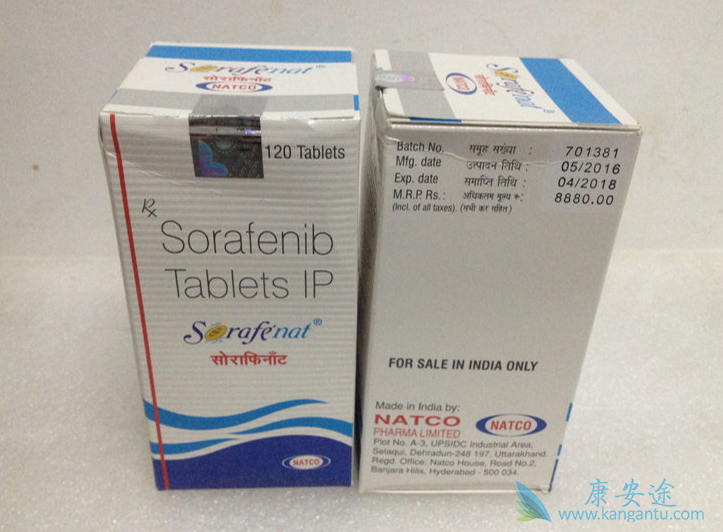 Sorafenat®
सोराफिनॅट
NATCO
120 Tablets
Rx
Sorafenib
Tablets IP
Sorafenat®
सोराफिनॅट
NATCO
Sorafenat®
सोराफिनॅट
NATCO
Batch No. समूह संख्या : 701381
Mfg. date उत्पादन तिथि : 05/2016
Exp. date समाप्ति तिथि : 04/2018
M.R.P. Rs.: अधिकतम मूल्य रु: 8880.00
(Incl. of all taxes). (सभी कर सहित)
FOR SALE IN INDIA ONLY
Made in India by:
NATCO
PHARMA LIMITED
NATCO
Plot No. A-3, UPSIDC Industrial Area,
Selaqui, Dehradun-248 197, Uttarakhand.
Regd. Office: Natco House, Road No.2,
Banjara Hills, Hyderabad - 500 034.
康安途
www.kangantu.com